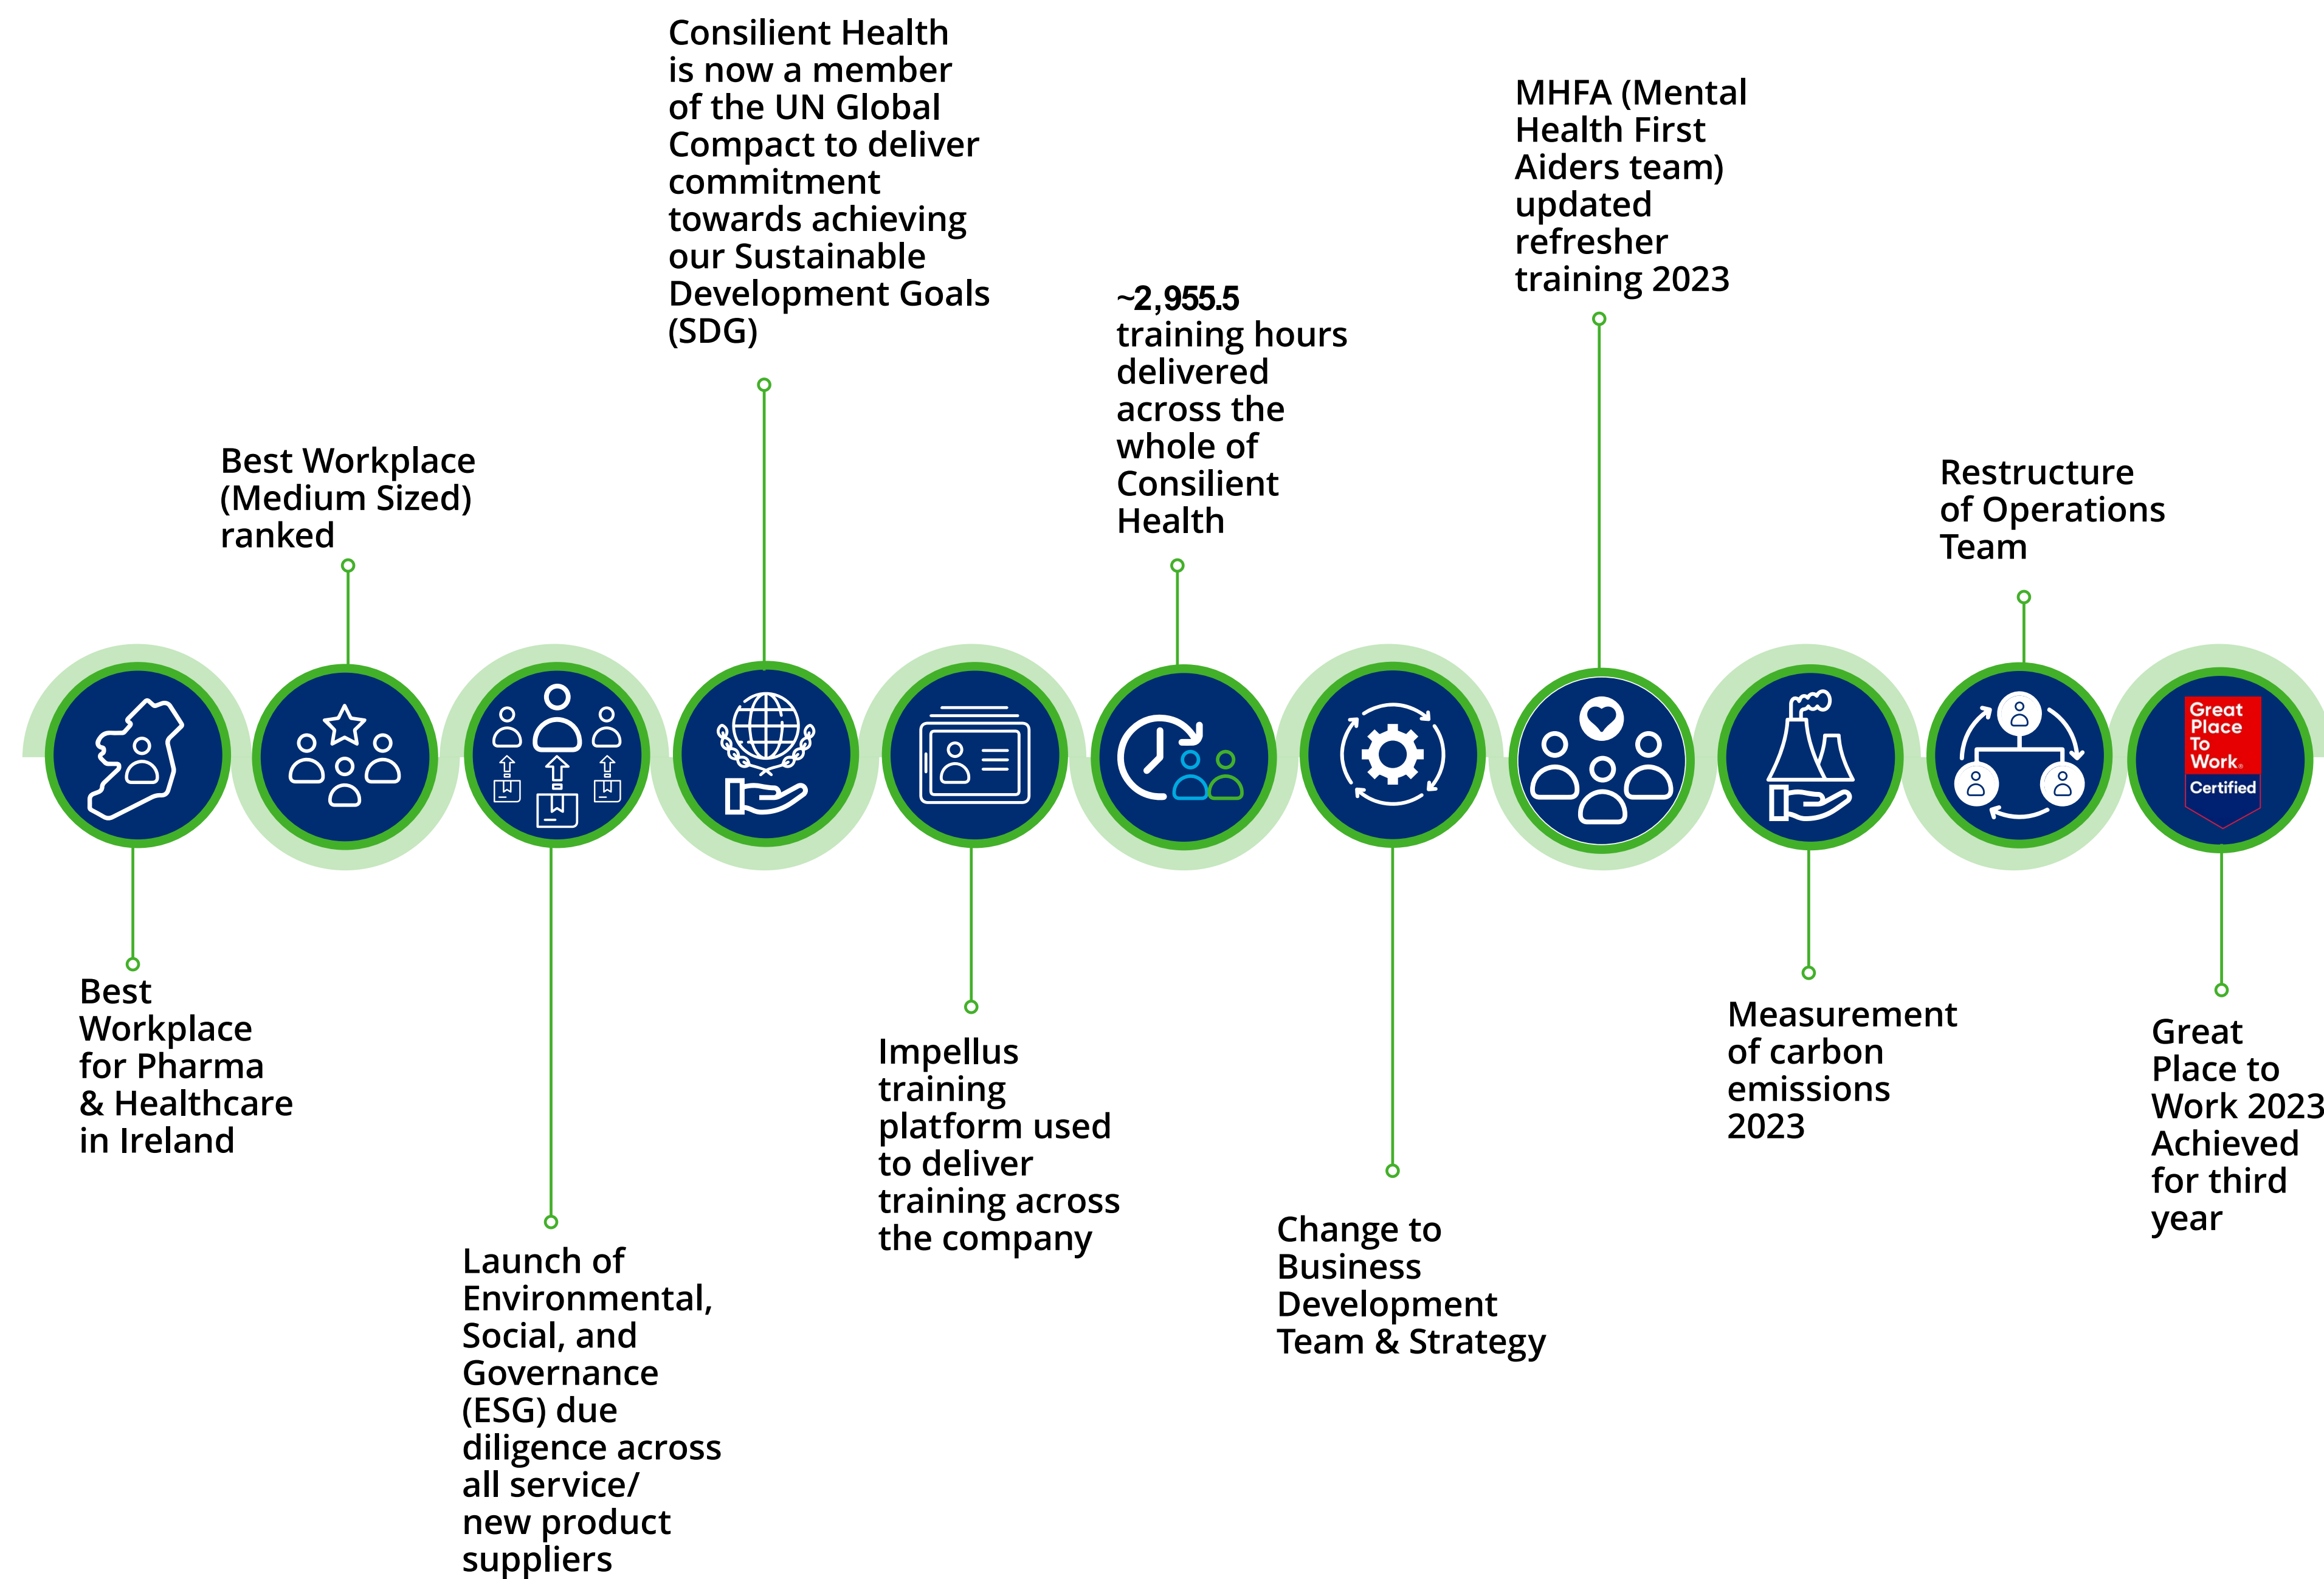 Consilient Health
is now a member
of the UN Global
Compact to deliver
commitment
towards achieving
our Sustainable
Development Goals
(SDG)
MHFA (Mental
Health First
Aiders team)
updated
refresher
training 2023
~2,955.5
training hours
delivered
across the
whole of
Consilient
Health
Best Workplace
(Medium Sized)
ranked
Restructure
of Operations
Team
Great
Place
To
Work®
Certified
Best
Workplace
for Pharma
& Healthcare
in Ireland
Launch of
Environmental,
Social, and
Governance
(ESG) due
diligence across
all service/
new product
suppliers
Impellus
training
platform used
to deliver
training across
the company
Change to
Business
Development
Team & Strategy
Measurement
of carbon
emissions
2023
Great
Place to
Work 2023
Achieved
for third
year